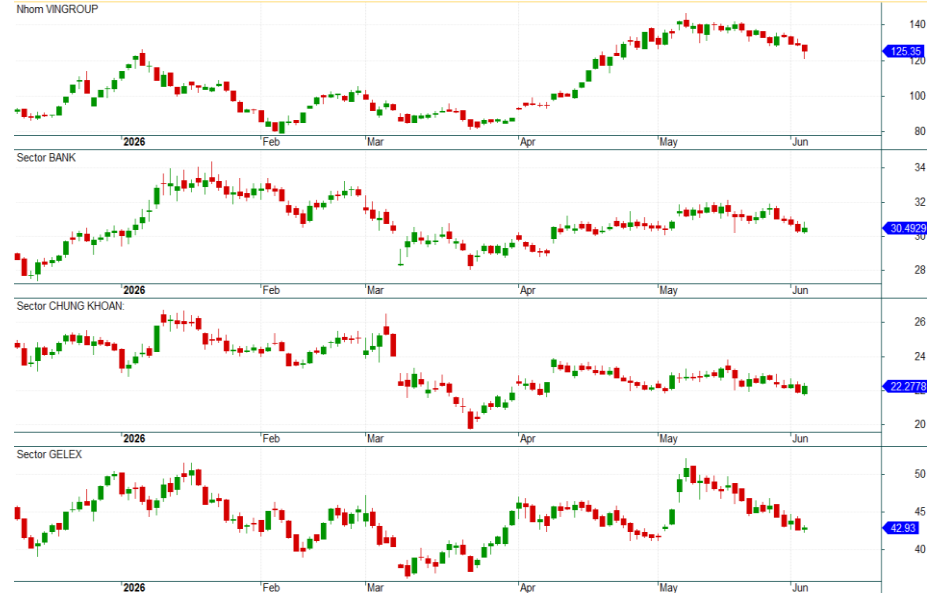 Nhom VINGROUP
140
125.35
120
100
80
2026 Feb Mar Apr May Jun
Sector BANK
34
32
30.4929
30
28
2026 Feb Mar Apr May Jun
Sector CHUNG KHOAN:
26
24
22.2778
20
2026 Feb Mar Apr May Jun
Sector GELEX
50
45
42.93
40
2026 Feb Mar Apr May Jun